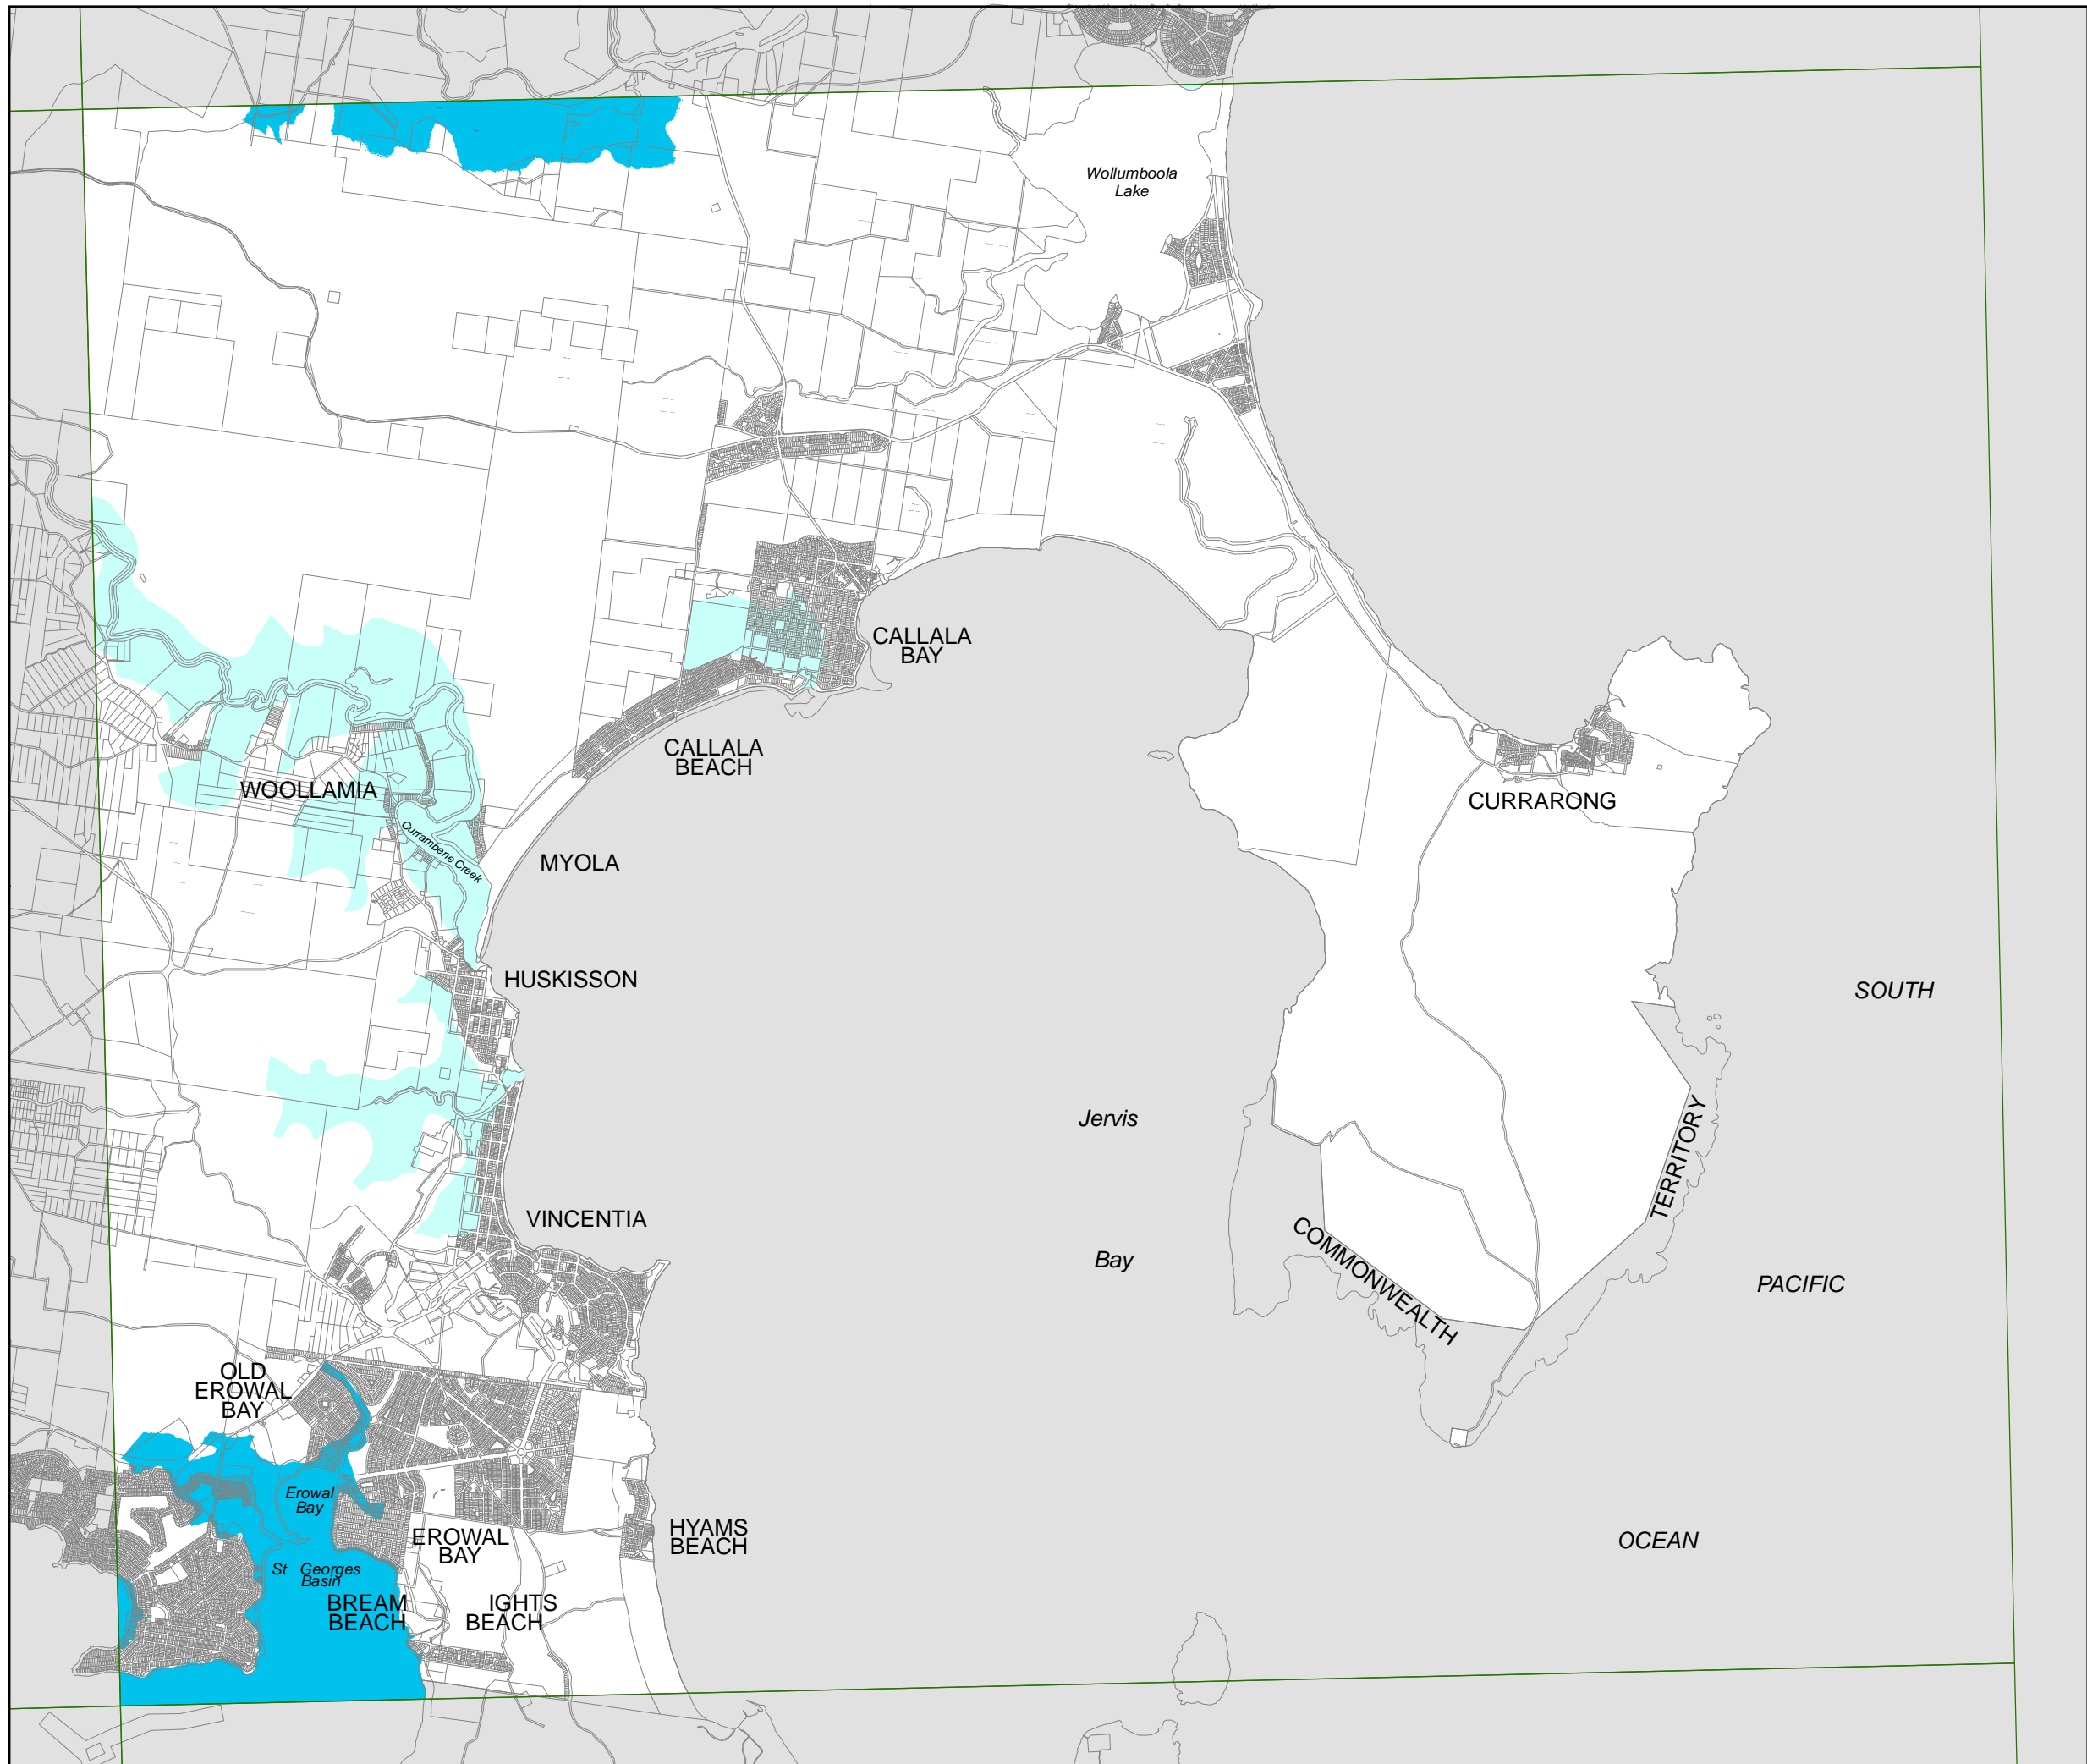 Wollumboola
Lake
CALLALA
BAY
CALLALA
BEACH
WOOLLAMIA
CURRARONG
Currambene Creek
MYOLA
HUSKISSON
SOUTH
Jervis
TERRITORY
VINCENTIA
COMMONWEALTH
Bay
PACIFIC
OLD
EROWAL
BAY
Erowal
Bay
EROWAL
BAY
HYAMS
BEACH
OCEAN
St Georges
Basin
BREAM
BEACH
IGHTS
BEACH